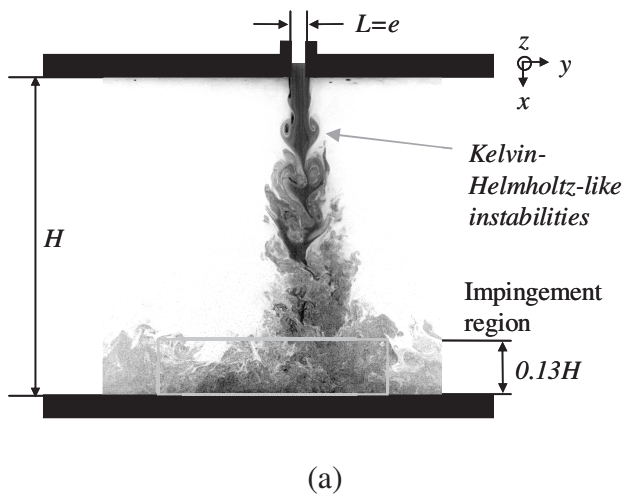 L=e
z
y
x
Kelvin-
Helmholtz-like
instabilities
H
Impingement
region
0.13H
(a)